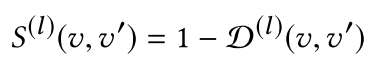 S^{(l)}(v, v′) = 1 − 𝒟^{(l)}(v, v′)